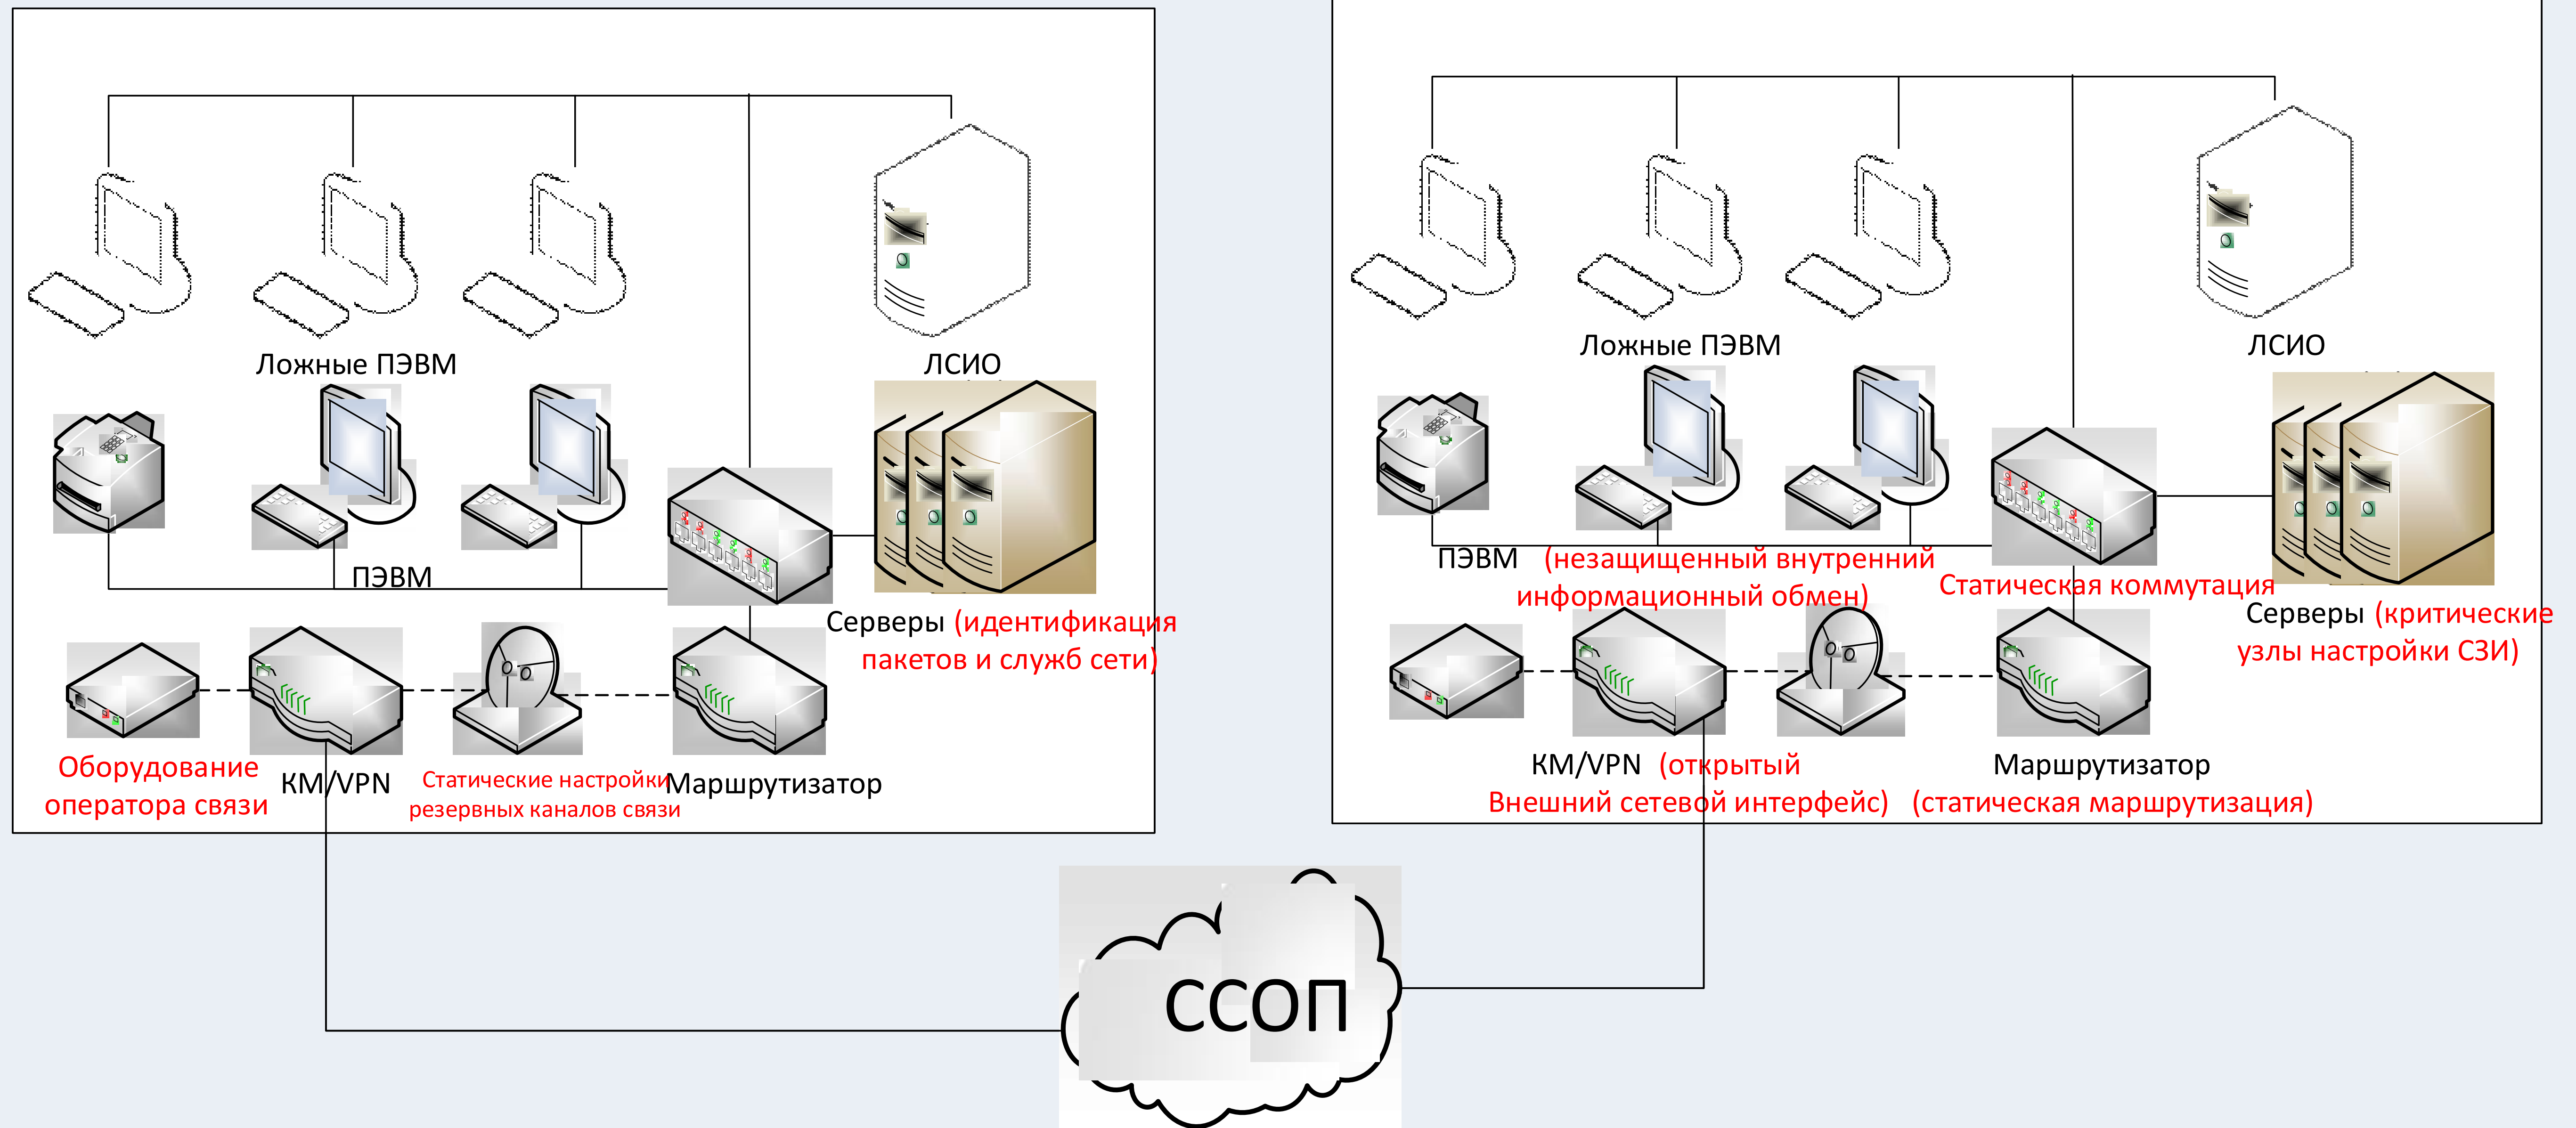 Ложные ПЭВМ
ЛСИО
ПЭВМ
Серверы (идентификация
пакетов и служб сети)
Оборудование
оператора связи
КМ/VPN
Статические настройки
резервных каналов связи
Маршрутизатор
Ложные ПЭВМ
ЛСИО
ПЭВМ (незащищенный внутренний
информационный обмен)
Статическая коммутация
Серверы (критические
узлы настройки СЗИ)
КМ/VPN (открытый
Внешний сетевой интерфейс)
Маршрутизатор
(статическая маршрутизация)
ССОП